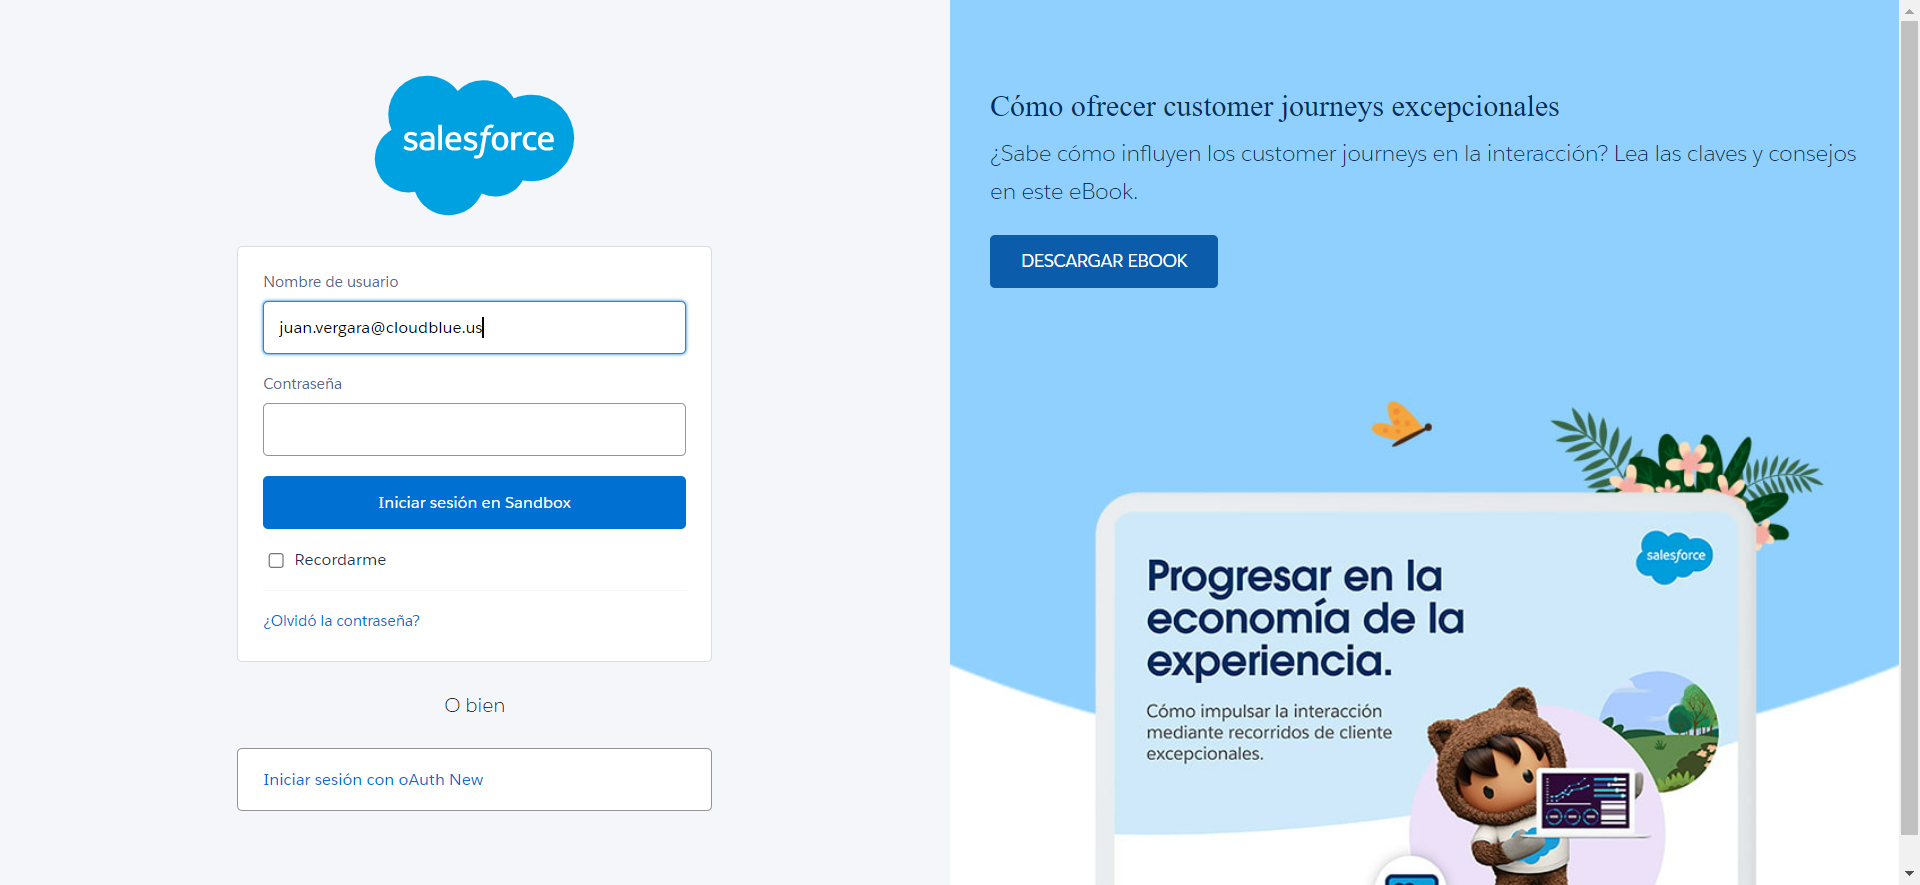 salesforce
Nombre de usuario
juan.vergara@cloudblue.us
Contraseña
Iniciar sesión en Sandbox
Recordarme
¿Olvidó la contraseña?
O bien
Iniciar sesión con oAuth New
Cómo ofrecer customer journeys excepcionales
¿Sabe cómo influyen los customer journeys en la interacción? Lea las claves y consejos
en este eBook.
DESCARGAR EBOOK
salesforce
Progresar en la
economía de la
experiencia.
Cómo impulsar la interacción
mediante recorridos de cliente
excepcionales.